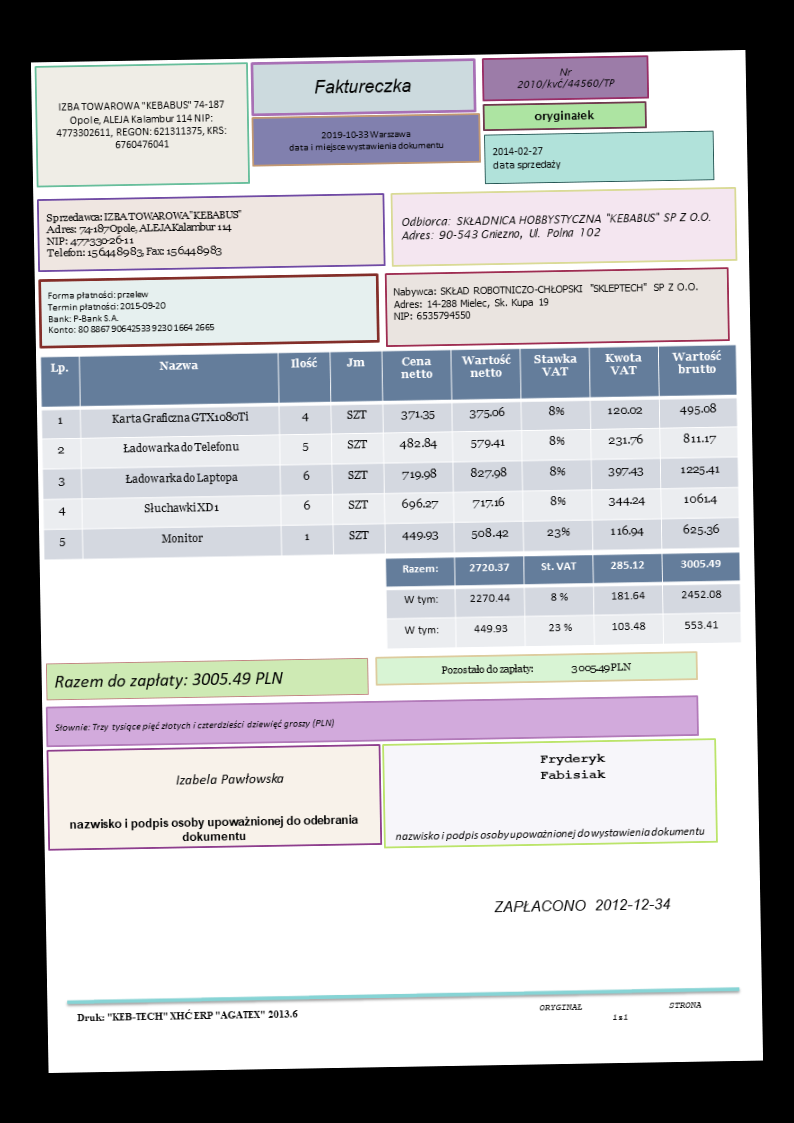 IZBA TOWAROWA "KEBABUS" 74-187
Opole, ALEJA Kalambur 114 NIP:
4773302611, REGON: 621311375, KRS:
6760476041
Faktureczka
2019-10-33 Warszawa
data i miejsce wystawienia dokumentu
Nr
2010/kvć/44560/TP
oryginałek
2014-02-27
data sprzedaży
Sprzedawca: IZBA TOWAROWA "KEBABUS"
Adres: 74-187 Opole, ALEJA Kalambur 114
NIP: 477-330-26-11
Telefon: 156448983, Fax: 156448983
Odbiorca: SKŁADNICA HOBBYSTYCZNA "KEBABUS" SP Z O.O.
Adres: 90-543 Gniezno, Ul. Polna 102
Forma płatności: przelew
Termin płatności: 2015-09-20
Bank: P-Bank S.A.
Konto: 80 8867 9064 2533 9230 1664 2665
Nabywca: SKŁAD ROBOTNICZO-CHŁOPSKI "SKLEPTECH" SP Z O.O.
Adres: 14-288 Mielec, Sk. Kupa 19
NIP: 6535794550
Lp. Nazwa Ilość Jm Cena netto Wartość netto Stawka VAT Kwota VAT Wartość brutto
1 Karta Graficzna GTX1080Ti 4 SZT 371.35 375.06 8% 120.02 495.08
2 Ładowarka do Telefonu 5 SZT 482.84 579.41 8% 231.76 811.17
3 Ładowarka do Laptopa 6 SZT 719.98 827.98 8% 397.43 1225.41
4 Słuchawki XD1 6 SZT 696.27 717.16 8% 344.24 1061.4
5 Monitor 1 SZT 449.93 508.42 23% 116.94 625.36
Razem: 2720.37 St. VAT 285.12 3005.49
W tym: 2270.44 8 % 181.64 2452.08
W tym: 449.93 23 % 103.48 553.41
Razem do zapłaty: 3005.49 PLN
Pozostało do zapłaty: 3005.49 PLN
Słownie: Trzy tysiące pięć złotych i czterdzieści dziewięć groszy (PLN)
Izabela Pawłowska
nazwisko i podpis osoby upoważnionej do odebrania
dokumentu
Fryderyk
Fabisiak
nazwisko i podpis osoby upoważnionej do wystawienia dokumentu
ZAPŁACONO 2012-12-34
Druk: "KEB-TECH" XHĆ ERP "AGATEX" 2013.6
ORYGINAŁ STRONA
1z1